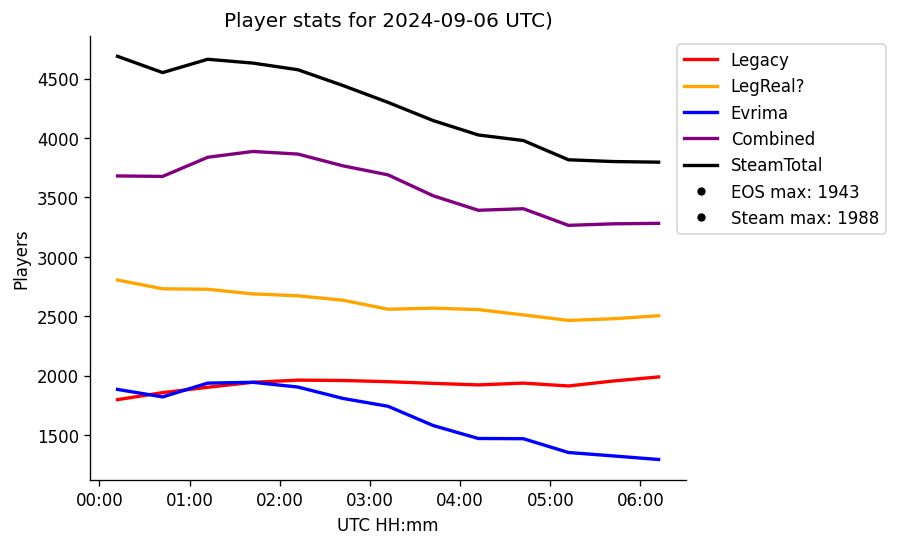 Player stats for 2024-09-06 UTC)
Legacy
LegReal?
Evrima
Combined
SteamTotal
EOS max: 1943
Steam max: 1988
Players
4500
4000
3500
3000
2500
2000
1500
00:00 01:00 02:00 03:00 04:00 05:00 06:00
UTC HH:mm